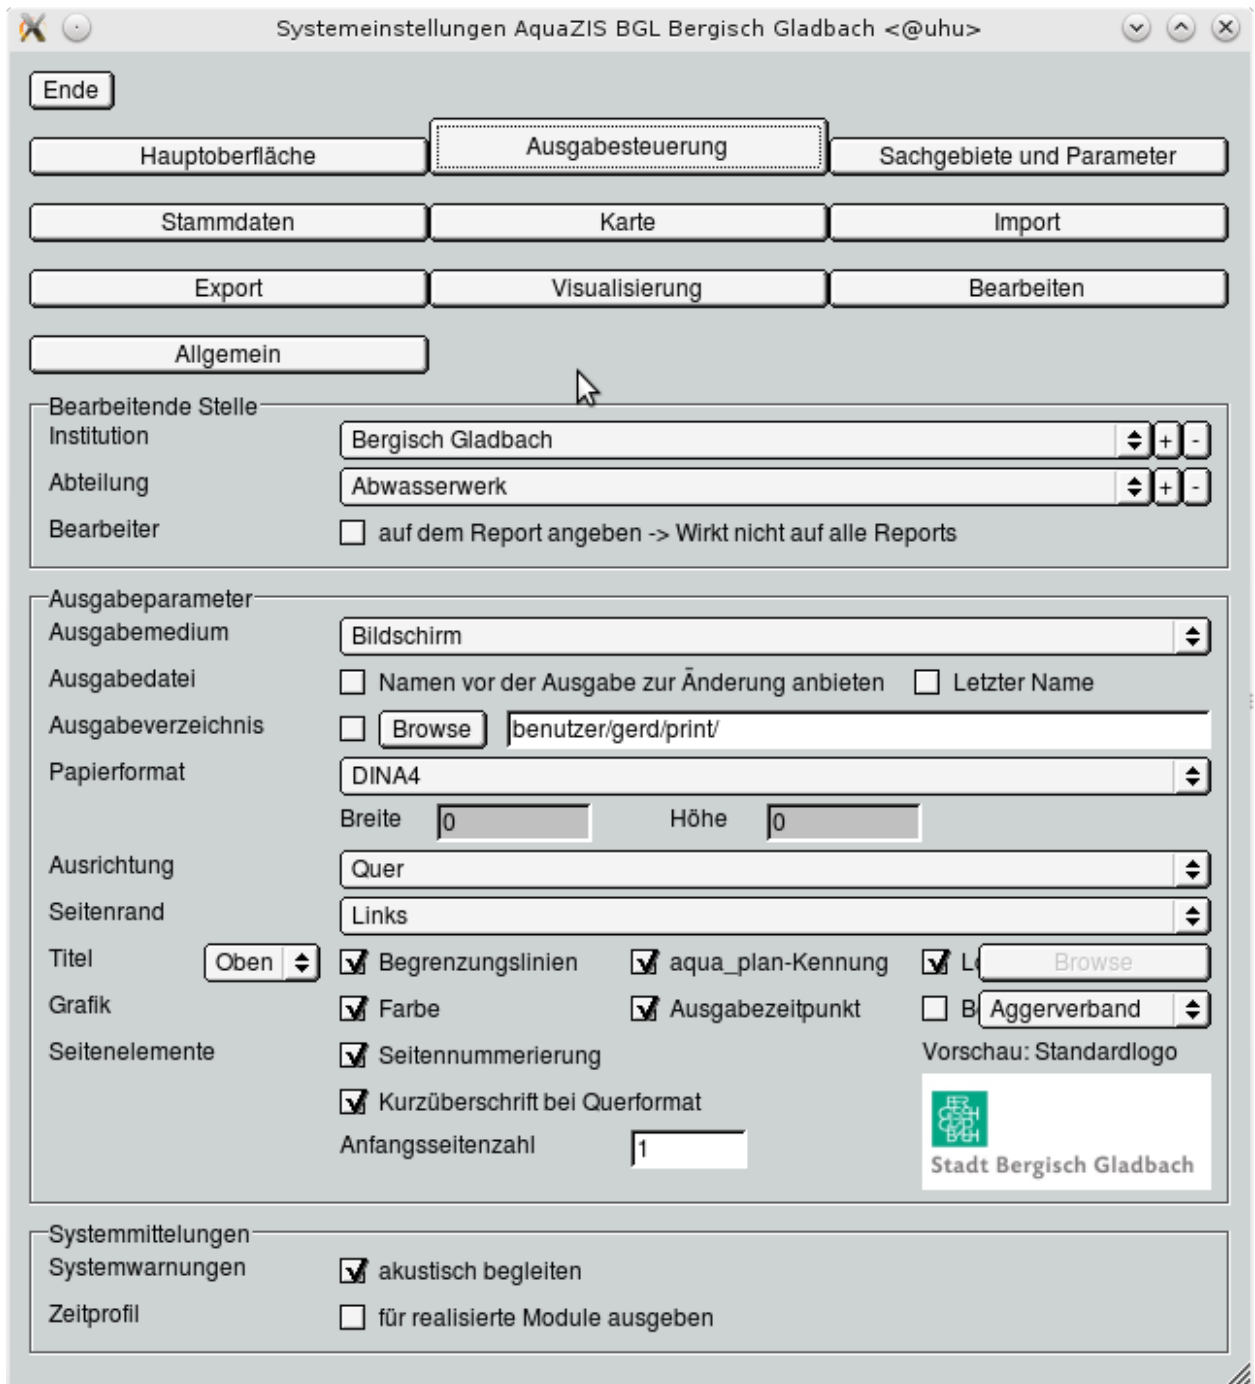 Systemeinstellungen AquaZIS BGL Bergisch Gladbach <@uhu>
Ende
Hauptoberfläche Ausgabesteuerung Sachgebiete und Parameter
Stammdaten Karte Import
Export Visualisierung Bearbeiten
Allgemein
Bearbeitende Stelle
Institution Bergisch Gladbach + -
Abteilung Abwasserwerk + -
Bearbeiter auf dem Report angeben -> Wirkt nicht auf alle Reports
Ausgabeparameter
Ausgabemedium Bildschirm
Ausgabedatei Namen vor der Ausgabe zur Änderung anbieten Letzter Name
Ausgabeverzeichnis Browse benutzer/gerd/print/
Papierformat DINA4
Breite 0 Höhe 0
Ausrichtung Quer
Seitenrand Links
Titel Oben Begrenzungslinien aqua_plan-Kennung Browse
Grafik Farbe Ausgabezeitpunkt Aggerverband
Seitenelemente Seitennummerierung Vorschau: Standardlogo
Kurzüberschrift bei Querformat
Anfangsseitenzahl 1
Stadt Bergisch Gladbach
Systemmittelungen
Systemwarnungen akustisch begleiten
Zeitprofil für realisierte Module ausgeben